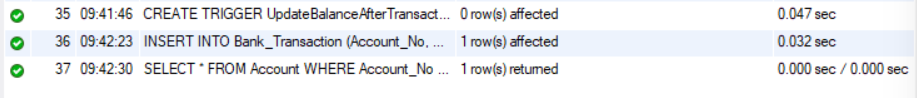 35 09:41:46 CREATE TRIGGER UpdateBalanceAfterTransact... 0 row(s) affected 0.047 sec
36 09:42:23 INSERT INTO Bank_Transaction (Account_No, ... 1 row(s) affected 0.032 sec
37 09:42:30 SELECT * FROM Account WHERE Account_No ... 1 row(s) returned 0.000 sec / 0.000 sec